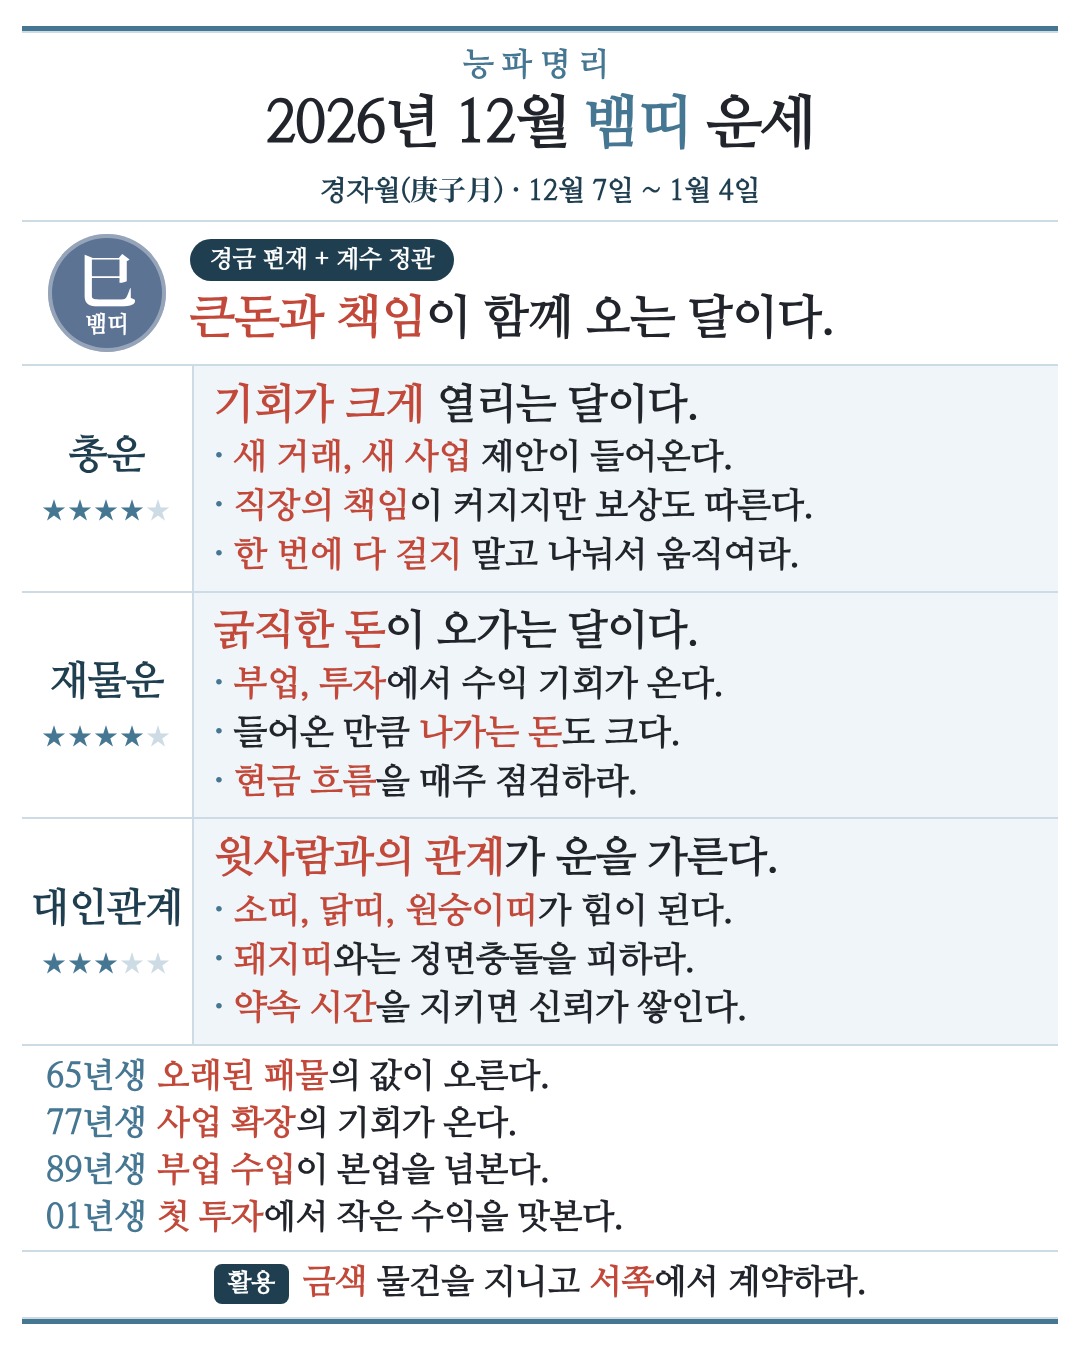 능파명리
2026년 12월 뱀띠 운세
경자월(庚子月) · 12월 7일 ~ 1월 4일
巳
뱀띠
경금 편재 + 계수 정관
큰돈과 책임이 함께 오는 달이다.
총운
★★★★★
기회가 크게 열리는 달이다.
· 새 거래, 새 사업 제안이 들어온다.
· 직장의 책임이 커지지만 보상도 따른다.
· 한 번에 다 걸지 말고 나눠서 움직여라.
재물운
★★★★★
굵직한 돈이 오가는 달이다.
· 부업, 투자에서 수익 기회가 온다.
· 들어온 만큼 나가는 돈도 크다.
· 현금 흐름을 매주 점검하라.
대인관계
★★★★★
윗사람과의 관계가 운을 가른다.
· 소띠, 닭띠, 원숭이띠가 힘이 된다.
· 돼지띠와는 정면충돌을 피하라.
· 약속 시간을 지키면 신뢰가 쌓인다.
65년생 오래된 패물의 값이 오른다.
77년생 사업 확장의 기회가 온다.
89년생 부업 수입이 본업을 넘본다.
01년생 첫 투자에서 작은 수익을 맛본다.
활용 금색 물건을 지니고 서쪽에서 계약하라.